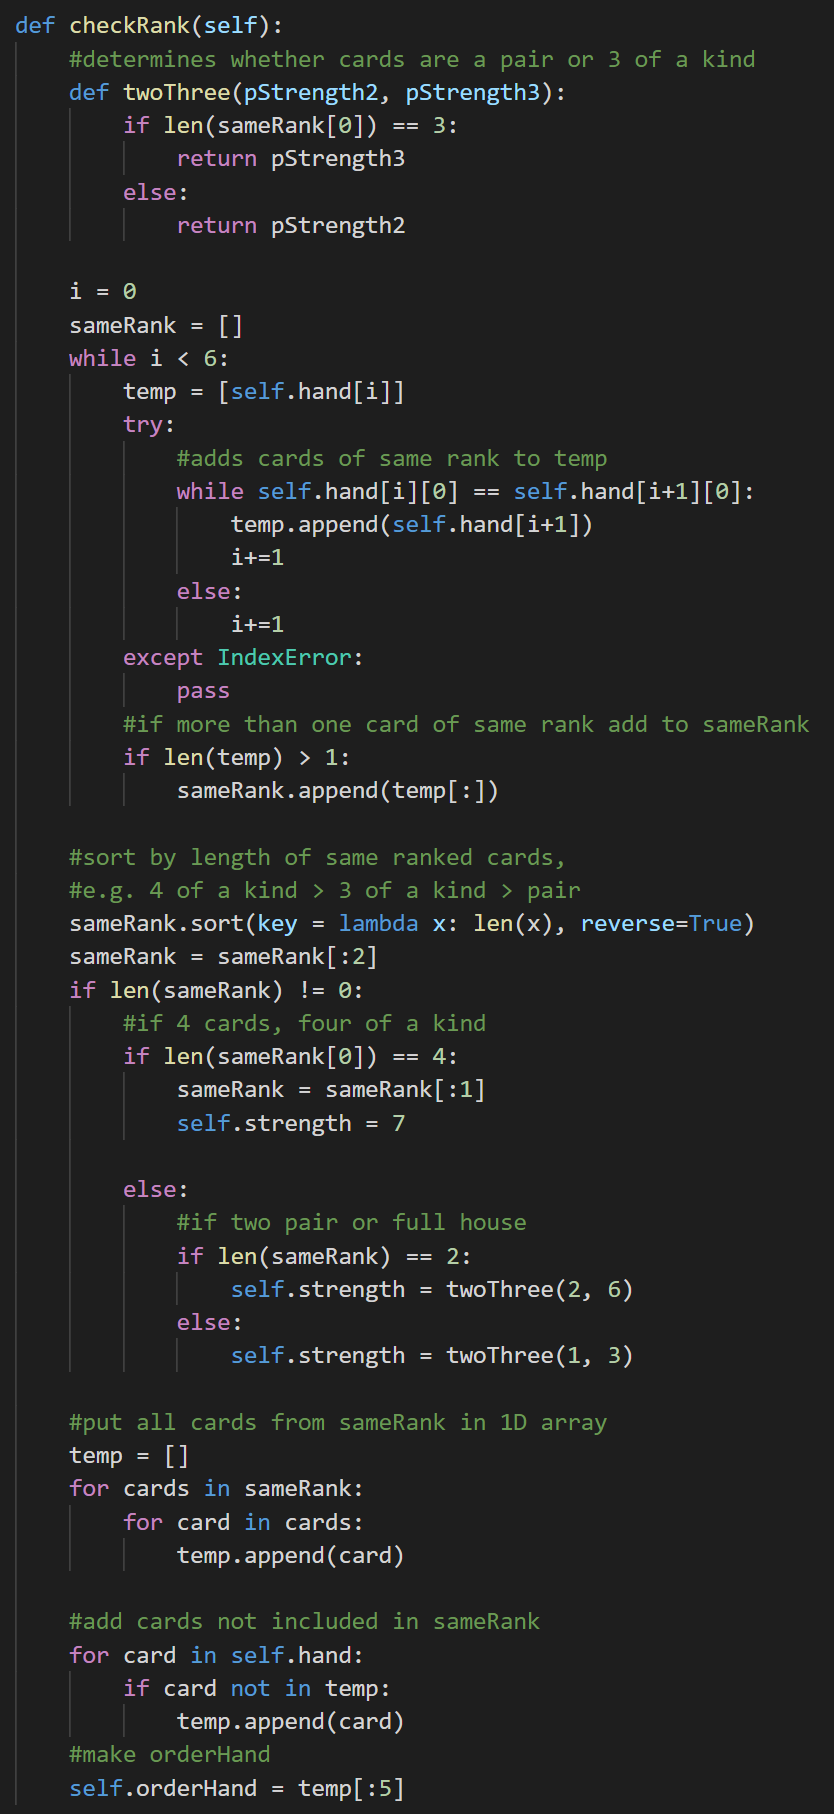 def checkRank(self):
    #determines whether cards are a pair or 3 of a kind
    def twoThree(pStrength2, pStrength3):
        if len(sameRank[0]) == 3:
            return pStrength3
        else:
            return pStrength2

    i = 0
    sameRank = []
    while i < 6:
        temp = [self.hand[i]]
        try:
            #adds cards of same rank to temp
            while self.hand[i][0] == self.hand[i+1][0]:
                temp.append(self.hand[i+1])
                i+=1
            else:
                i+=1
        except IndexError:
            pass
        #if more than one card of same rank add to sameRank
        if len(temp) > 1:
            sameRank.append(temp[:])

    #sort by length of same ranked cards,
    #e.g. 4 of a kind > 3 of a kind > pair
    sameRank.sort(key = lambda x: len(x), reverse=True)
    sameRank = sameRank[:2]
    if len(sameRank) != 0:
        #if 4 cards, four of a kind
        if len(sameRank[0]) == 4:
            sameRank = sameRank[:1]
            self.strength = 7

        else:
            #if two pair or full house
            if len(sameRank) == 2:
                self.strength = twoThree(2, 6)
            else:
                self.strength = twoThree(1, 3)

    #put all cards from sameRank in 1D array
    temp = []
    for cards in sameRank:
        for card in cards:
            temp.append(card)

    #add cards not included in sameRank
    for card in self.hand:
        if card not in temp:
            temp.append(card)
    #make orderHand
    self.orderHand = temp[:5]